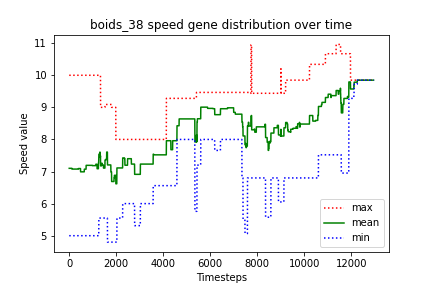 boids_38 speed gene distribution over time
Speed value
11
10
9
8
7
6
5
0
2000
4000
6000
8000
10000
12000
Timesteps
max
mean
min